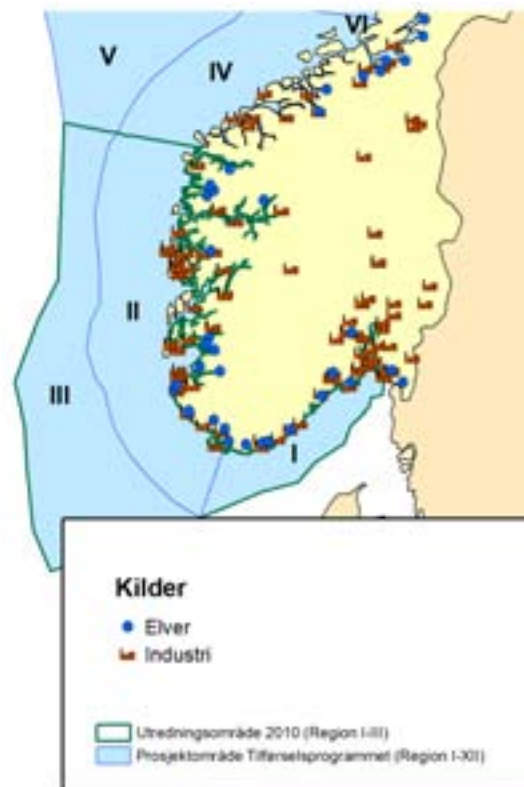 VI
V
IV
II
III
I
Kilder
Elver
Industri
Utredningsområde 2010 (Region I-III)
Prosjektområde Tilførselsprogrammet (Region I-XII)